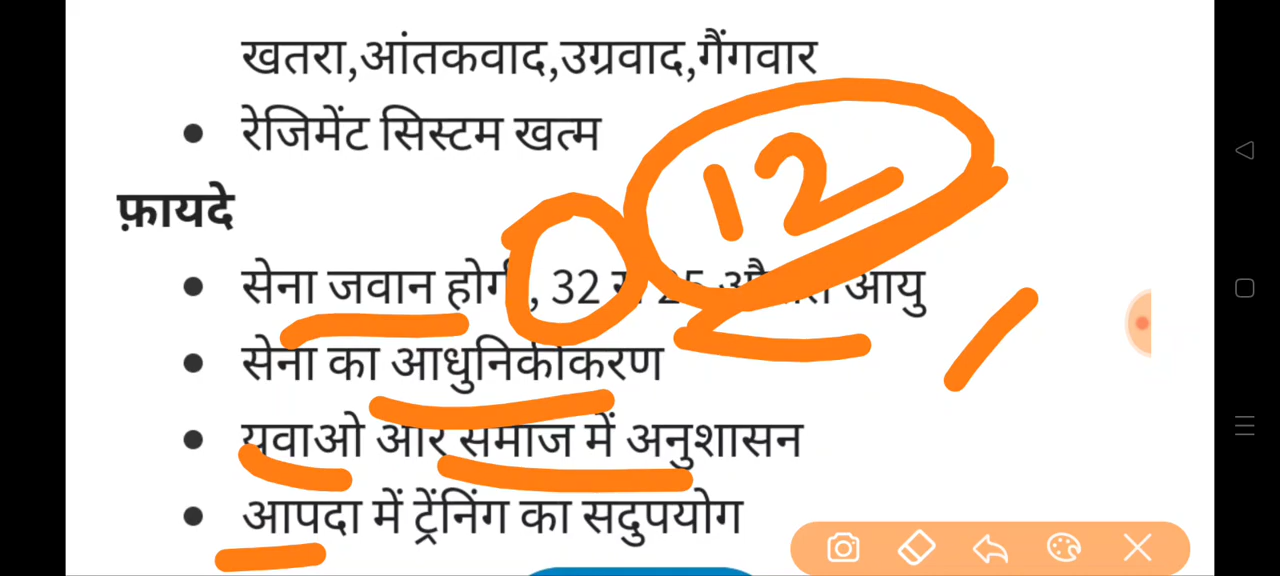 खतरा,आंतकवाद,उग्रवाद,गैंगवार
• रेजिमेंट सिस्टम खत्म
12
फ़ायदे
• सेना जवान , 32 25 आयु
• सेना का आधुनिकीकरण
• युवाओ और समाज में अनुशासन
• आपदा में ट्रेंनिंग का सदुपयोग